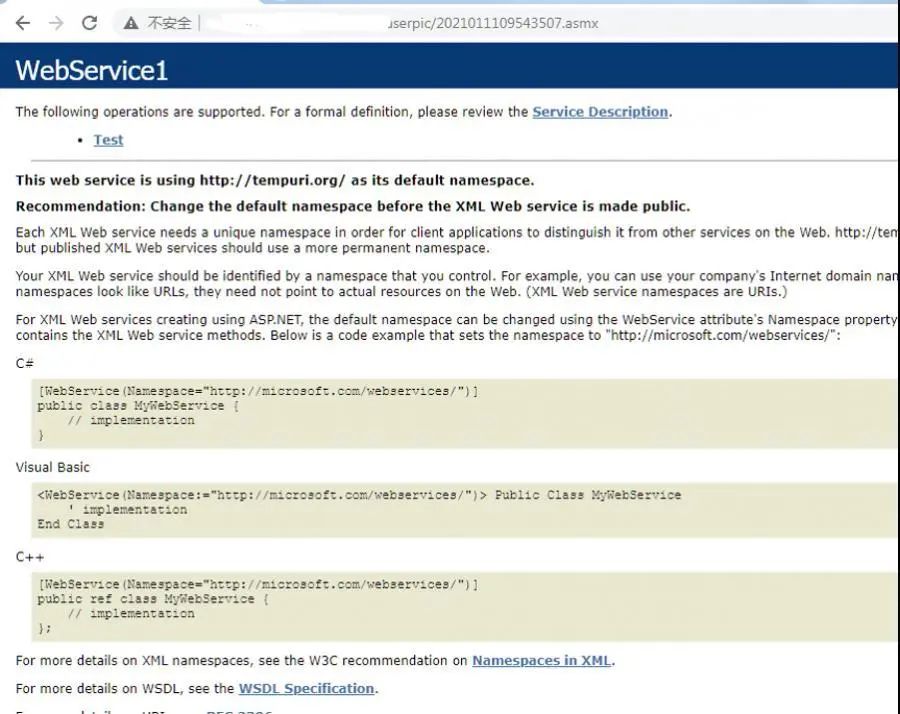 不安全 | userpic/2021011109543507.asmx
WebService1
The following operations are supported. For a formal definition, please review the Service Description.
• Test
This web service is using http://tempuri.org/ as its default namespace.
Recommendation: Change the default namespace before the XML Web service is made public.
Each XML Web service needs a unique namespace in order for client applications to distinguish it from other services on the Web. http://tem
but published XML Web services should use a more permanent namespace.
Your XML Web service should be identified by a namespace that you control. For example, you can use your company's Internet domain nam
namespaces look like URLs, they need not point to actual resources on the Web. (XML Web service namespaces are URIs.)
For XML Web services creating using ASP.NET, the default namespace can be changed using the WebService attribute's Namespace property
contains the XML Web service methods. Below is a code example that sets the namespace to "http://microsoft.com/webservices/":
C#
[WebService(Namespace="http://microsoft.com/webservices/")]
public class MyWebService {
// implementation
}
Visual Basic
<WebService(Namespace:="http://microsoft.com/webservices/")> Public Class MyWebService
' implementation
End Class
C++
[WebService(Namespace="http://microsoft.com/webservices/")]
public ref class MyWebService {
// implementation
};
For more details on XML namespaces, see the W3C recommendation on Namespaces in XML.
For more details on WSDL, see the WSDL Specification.